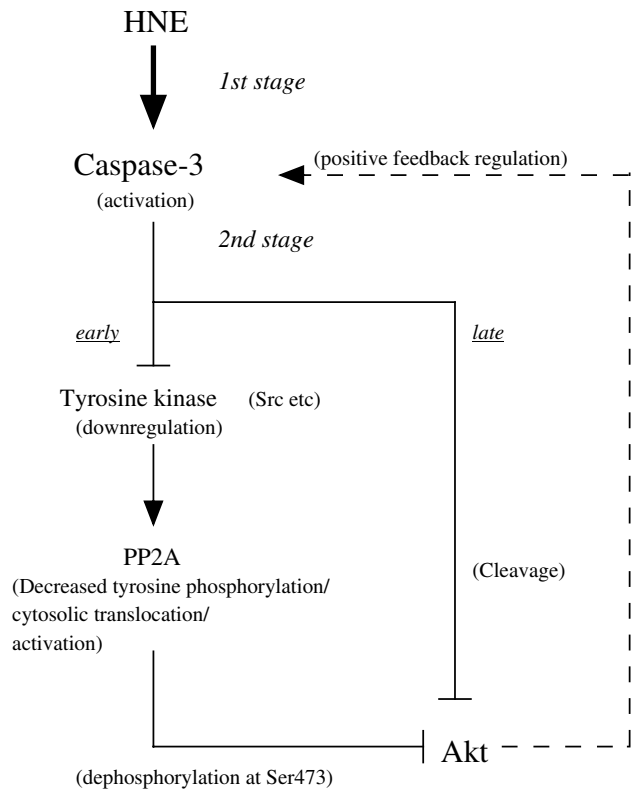 HNE
1st stage
(positive feedback regulation)
Caspase-3
(activation)
2nd stage
early
late
Tyrosine kinase (Src etc)
(downregulation)
PP2A
(Cleavage)
(Decreased tyrosine phosphorylation/
cytosolic translocation/
activation)
Akt
(dephosphorylation at Ser473)